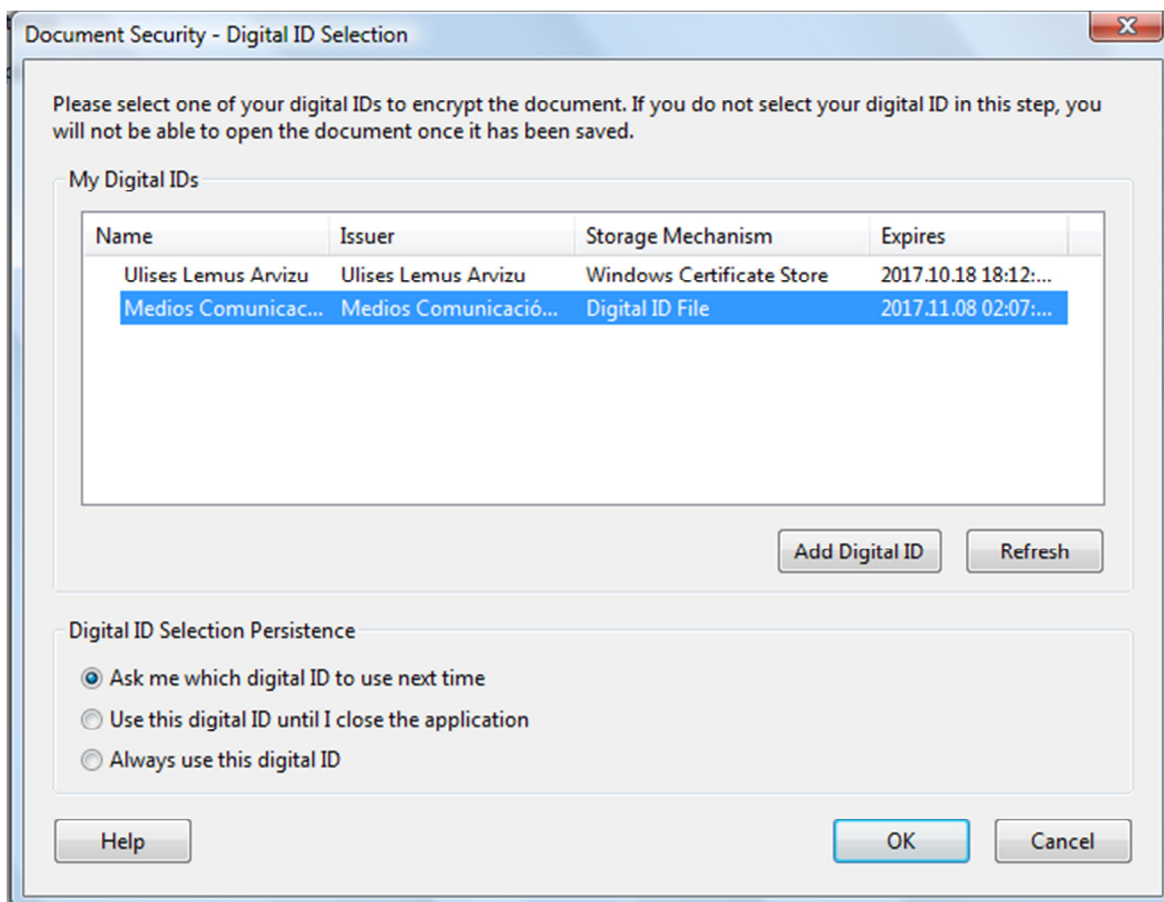 Document Security - Digital ID Selection
Please select one of your digital IDs to encrypt the document. If you do not select your digital ID in this step, you
will not be able to open the document once it has been saved.
My Digital IDs
Name Issuer Storage Mechanism Expires
Ulises Lemus Arvizu Ulises Lemus Arvizu Windows Certificate Store 2017.10.18 18:12:...
Medios Comunicac... Medios Comunicació... Digital ID File 2017.11.08 02:07:...
Add Digital ID Refresh
Digital ID Selection Persistence
Ask me which digital ID to use next time
Use this digital ID until I close the application
Always use this digital ID
Help OK Cancel